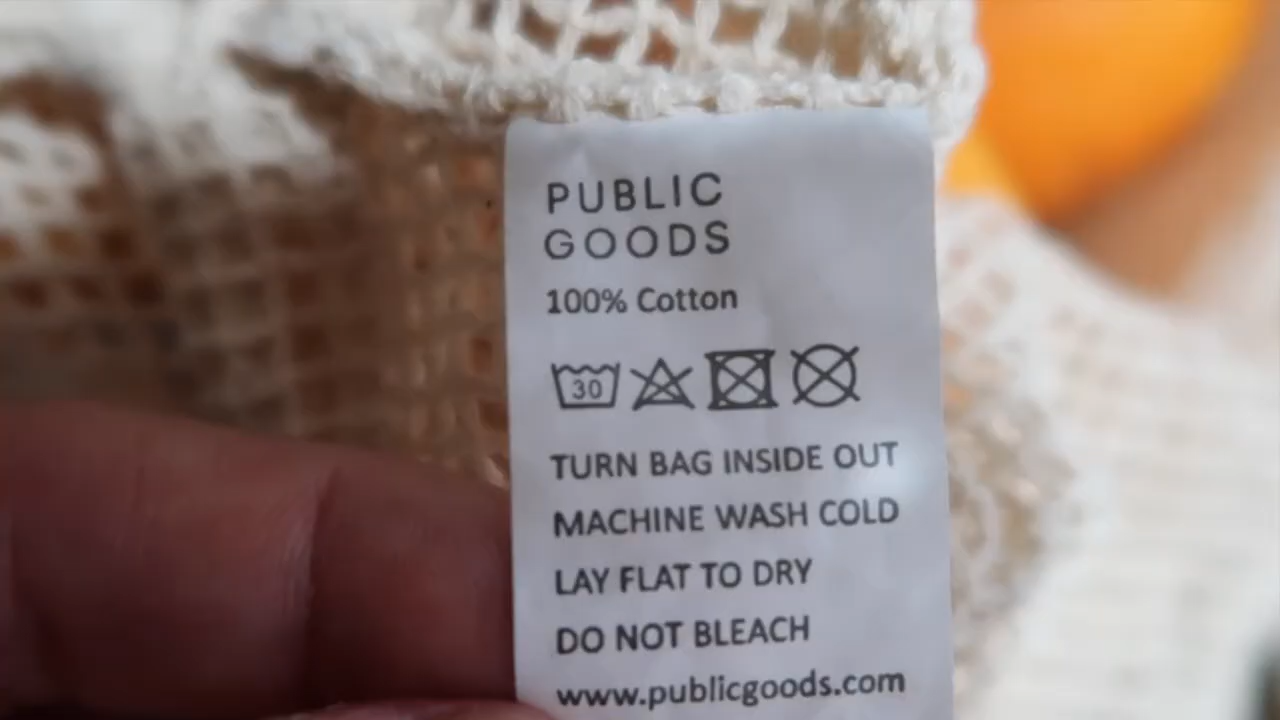 PUBLIC
GOODS
100% Cotton
30
TURN BAG INSIDE OUT
MACHINE WASH COLD
LAY FLAT TO DRY
DO NOT BLEACH
www.publicgoods.com